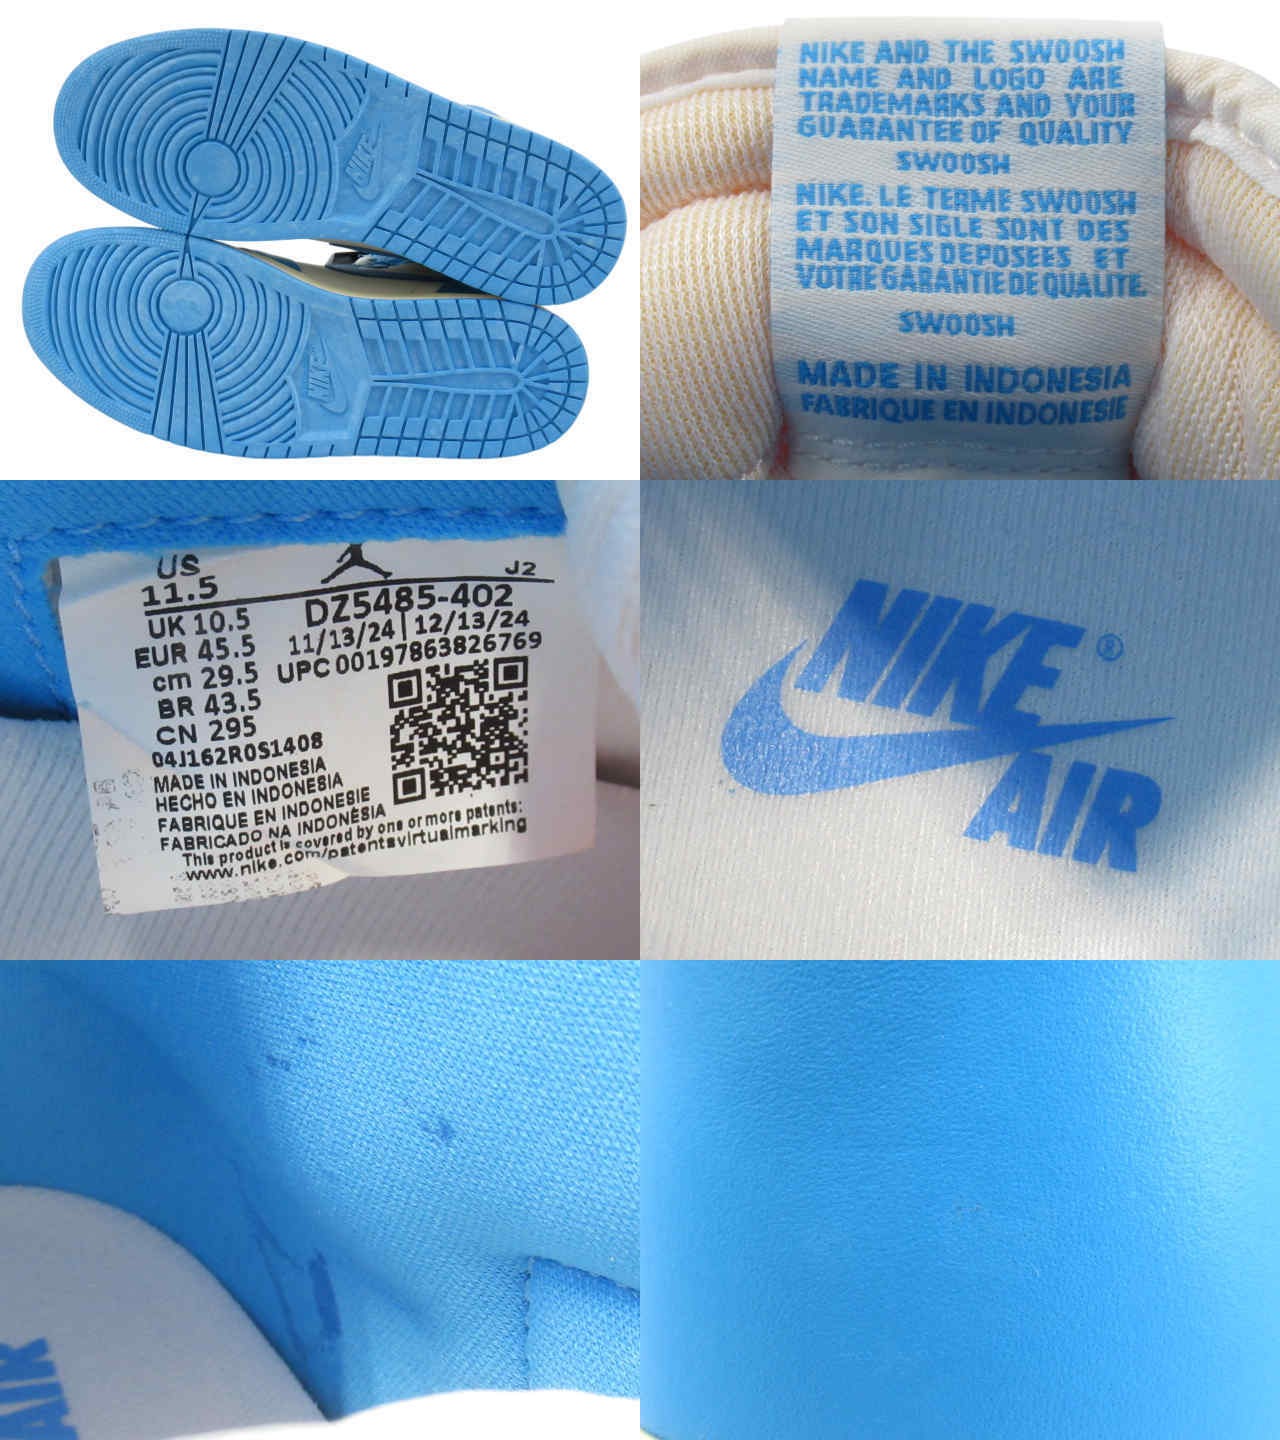 NIKE
NIKE
NIKE AND THE SWOOSH
NAME AND LOGO ARE
TRADEMARKS AND YOUR
GUARANTEE OF QUALITY
SWOOSH
NIKE. LE TERME SWOOSH
ET SON SIGLE SONT DES
MARQUES DEPOSEES ET
VOTRE GARANTIE DE QUALITE.
SWOOSH
MADE IN INDONESIA
FABRIQUE EN INDONESIE
US
11.5
J2
UK 10.5
EUR 45.5
cm 29.5
BR 43.5
CN 295
DZ5485-402
11/13/24 | 12/13/24
UPC 00197863826769
04J162R0S1408
MADE IN INDONESIA
HECHO EN INDONESIA
FABRIQUE EN INDONESIE
FABRICADO NA INDONÉSIA
This product is covered by one or more patents:
www.nike.com/patentsvirtualmarking
NIKE®
AIR
AIR